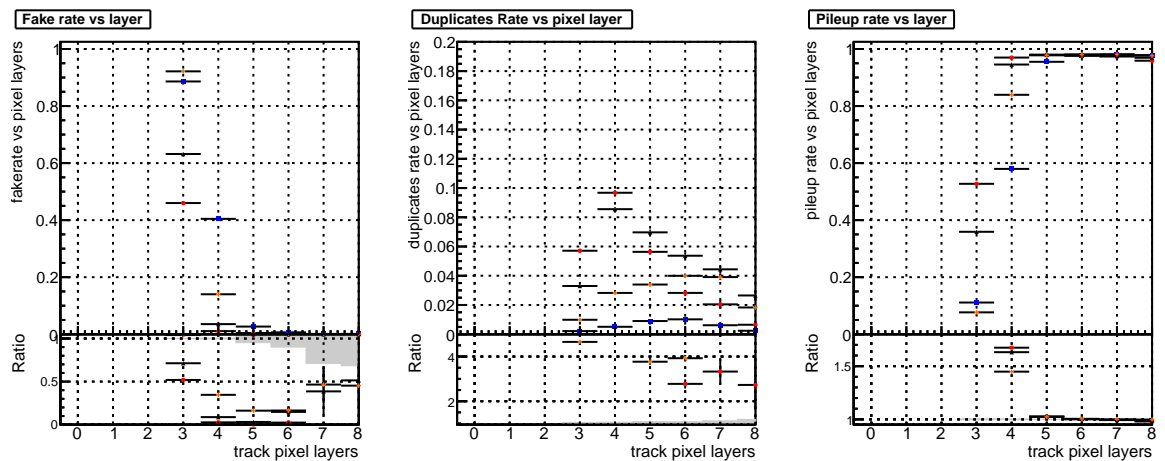 Fake rate vs layer
fakerate vs pixel layers
1
0.8
0.6
0.4
0.2
0
Ratio
1
0.5
0
0 1 2 3 4 5 6 7 8
track pixel layers
Duplicates Rate vs pixel layer
duplicates rate vs pixel layers
0.2
0.18
0.16
0.14
0.12
0.1
0.08
0.06
0.04
0.02
0
Ratio
4
2
0 1 2 3 4 5 6 7 8
track pixel layers
Pileup rate vs layer
pileup rate vs pixel layers
1
0.8
0.6
0.4
0.2
0
Ratio
1.5
1
0 1 2 3 4 5 6 7 8
track pixel layers